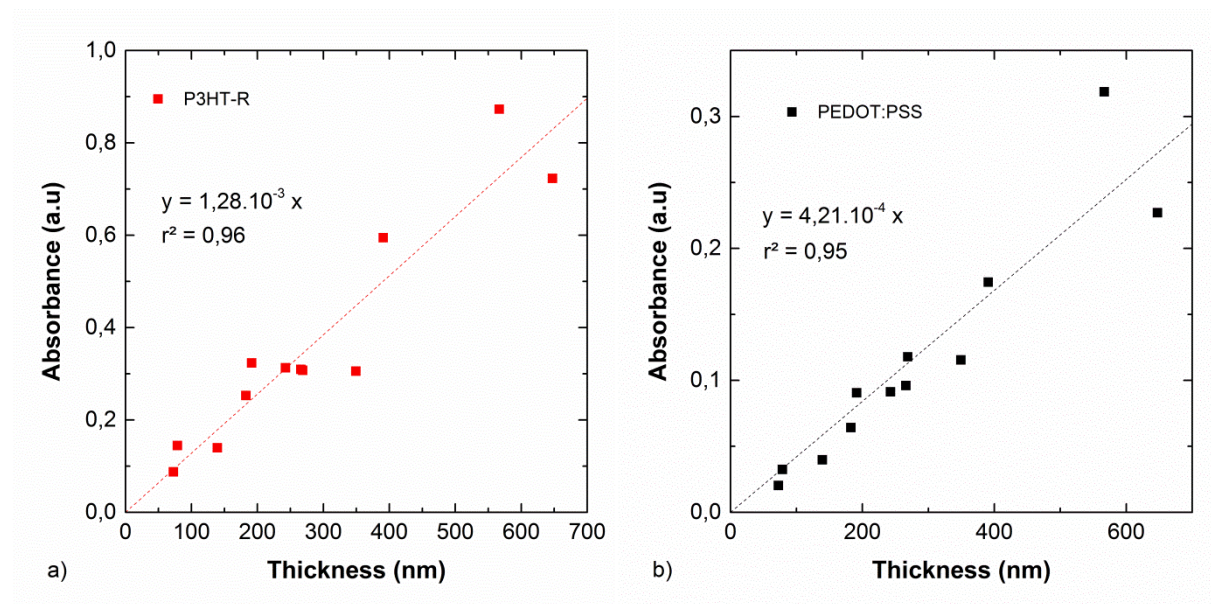 1,0
0,8
0,6
0,4
0,2
0,0
Absorbance (a.u)
P3HT-R
y = 1,28.10⁻³ x
r² = 0,96
0 100 200 300 400 500 600 700
Thickness (nm)
a)
0,3
0,2
0,1
0,0
Absorbance (a.u)
PEDOT:PSS
y = 4,21.10⁻⁴ x
r² = 0,95
0 200 400 600
Thickness (nm)
b)